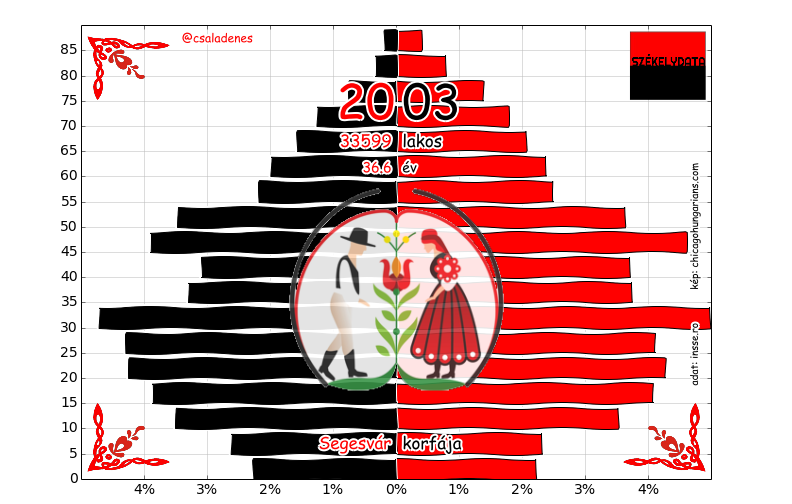 @csaladenes
SZÉKELYDATA
2003
33599 lakos
36.6 év
kép: chicagohungarians.com
adat: insse.ro
Segesvár korfája
85
80
75
70
65
60
55
50
45
40
35
30
25
20
15
10
5
0
4% 3% 2% 1% 0% 1% 2% 3% 4%